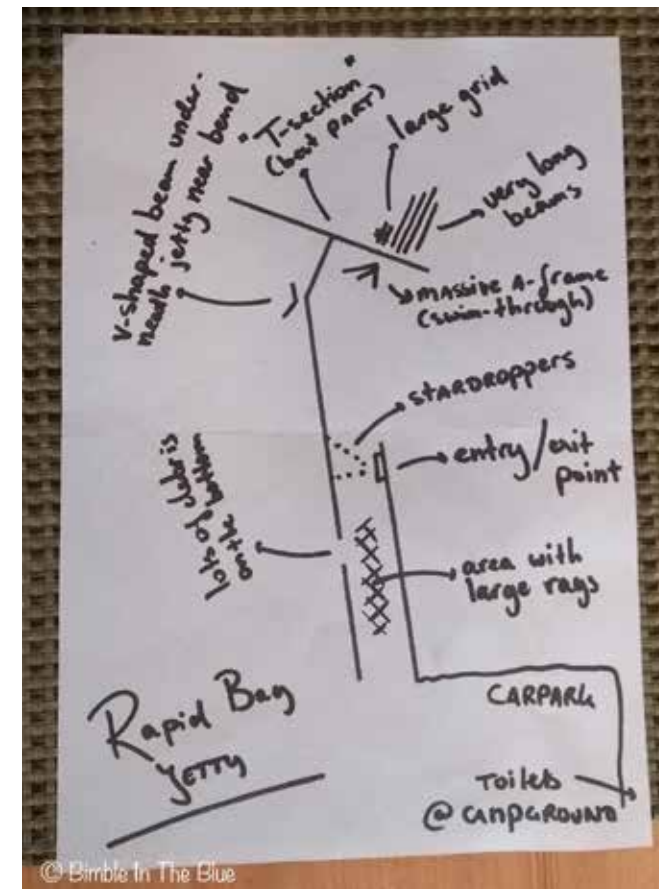 "T-section"
(best PART)
large grid
very long
beams
V-shaped beam under-
neath jetty near bend
MASSIVE A-frame
(swim-through)
STARDROPPERS
entry/exit
point
lots of debris
on the bottom
area with
large rags
Rapid Bay
JETTY
CARPARK
Toilets
@ CAMPGROUND
© Bimble In The Blue